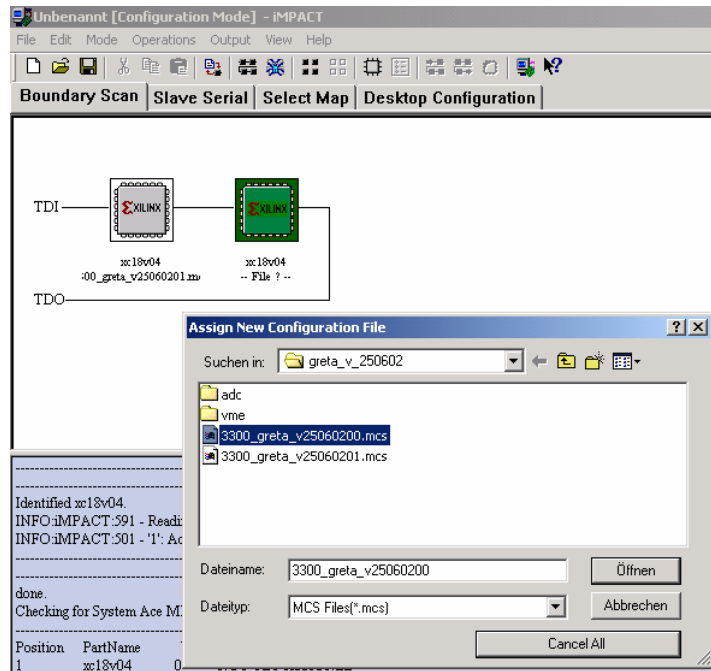 Unbenannt [Configuration Mode] - iMPACT
File Edit Mode Operations Output View Help
Boundary Scan Slave Serial Select Map Desktop Configuration
TDI
XILINX XILINX
xc18v04 xc18v04
00_greta_v25060201.m -- File ? --
TDO
Assign New Configuration File
Suchen in: greta_v_250602
adc
vme
3300_greta_v25060200.mcs
3300_greta_v25060201.mcs
Identified xc18v04.
INFO:iMPACT:591 - Readi
INFO:iMPACT:501 - '1': Ad
done.
Checking for System Ace M
Dateiname: 3300_greta_v25060200 Öffnen
Dateityp: MCS Files(*.mcs) Abbrechen
Cancel All
Position PartName
1 xc18v04 0